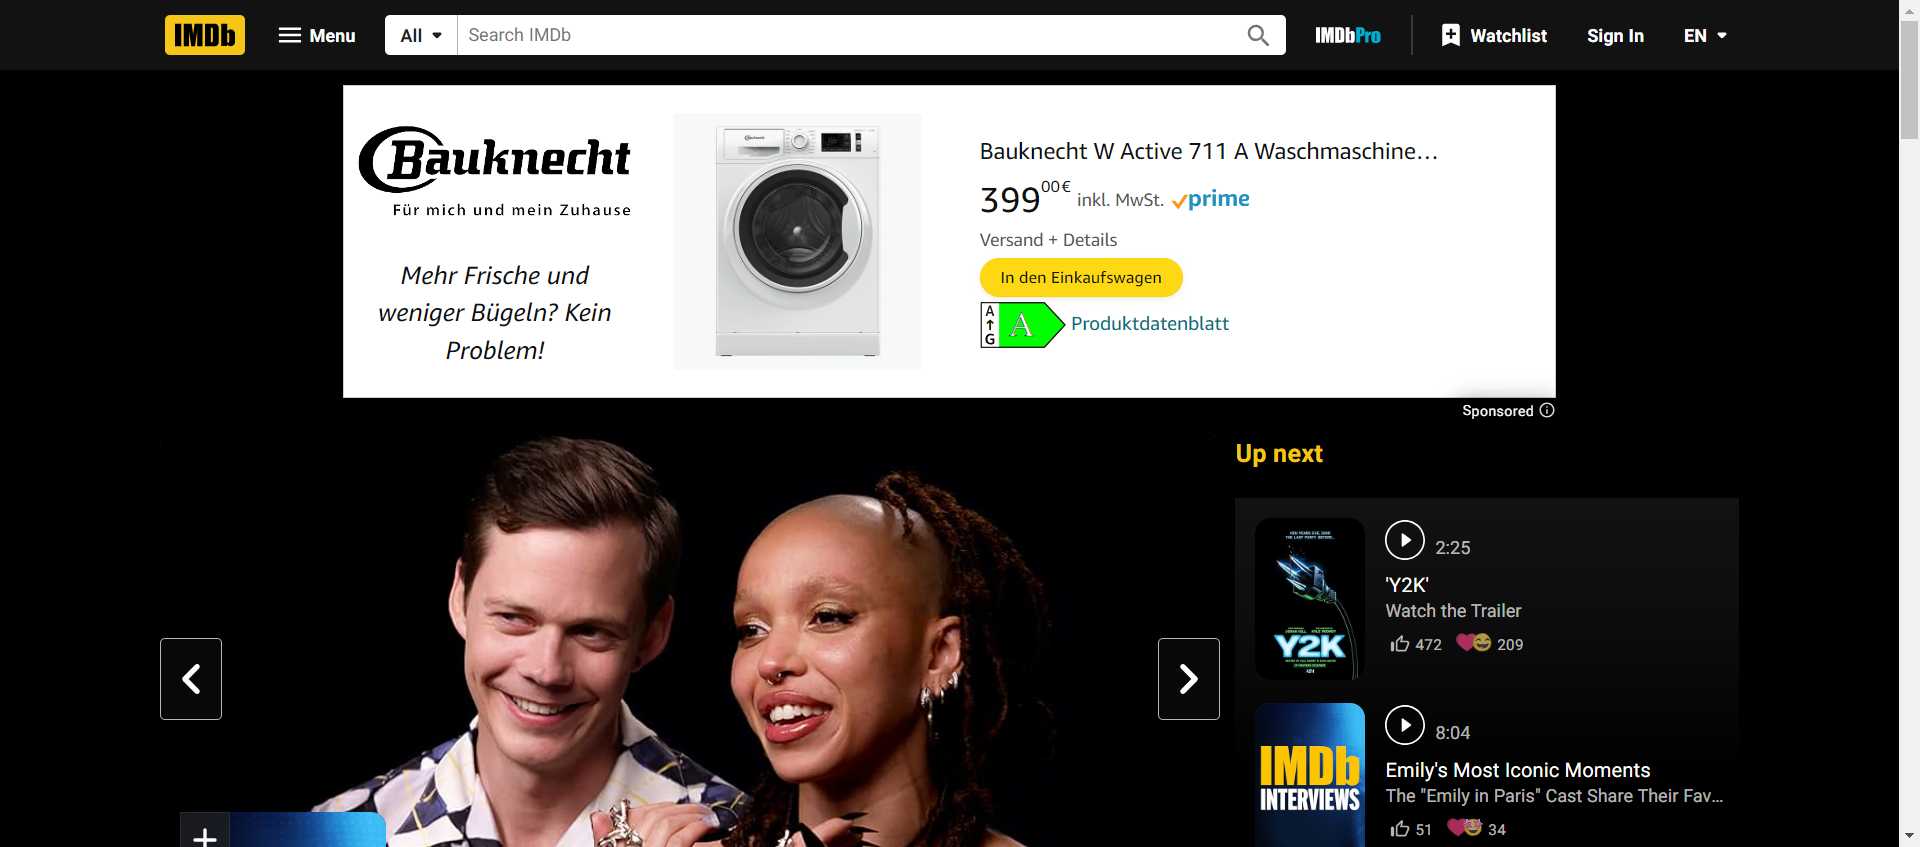 IMDb
Menu
All
Search IMDb
IMDbPro
Watchlist
Sign In
EN
Bauknecht
Für mich und mein Zuhause
Mehr Frische und
weniger Bügeln? Kein
Problem!
Bauknecht W Active 711 A Waschmaschine...
399 00€ inkl. MwSt. prime
Versand + Details
In den Einkaufswagen
A
G
A
Produktdatenblatt
Sponsored
Up next
2:25
'Y2K'
Watch the Trailer
472
209
Y2K
8:04
Emily's Most Iconic Moments
The "Emily in Paris" Cast Share Their Fav...
51
34
IMDb
INTERVIEWS